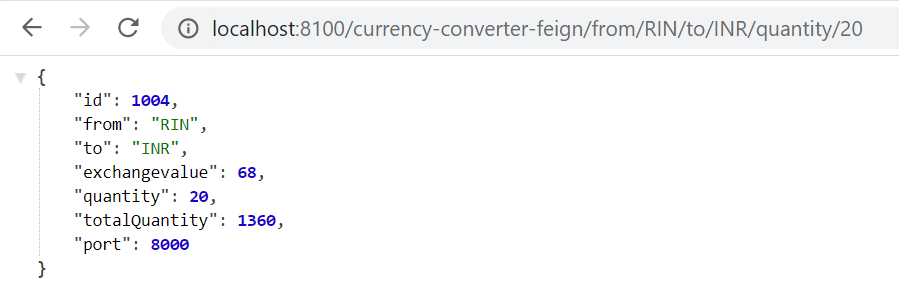 localhost:8100/currency-converter-feign/from/RIN/to/INR/quantity/20
{
"id": 1004,
"from": "RIN",
"to": "INR",
"exchangevalue": 68,
"quantity": 20,
"totalQuantity": 1360,
"port": 8000
}